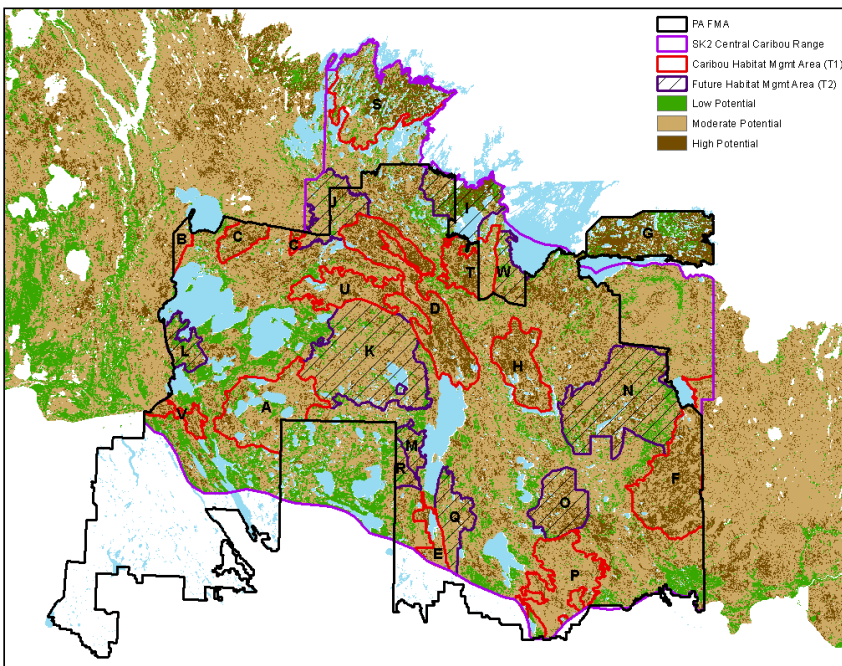 PA FMA
SK2 Central Caribou Range
Caribou Habitat Mgmt Area (T1)
Future Habitat Mgmt Area (T2)
Low Potential
Moderate Potential
High Potential
S
J
I
B
C
C
G
T
W
U
D
L
K
H
N
A
V
M
R
F
O
Q
E
P